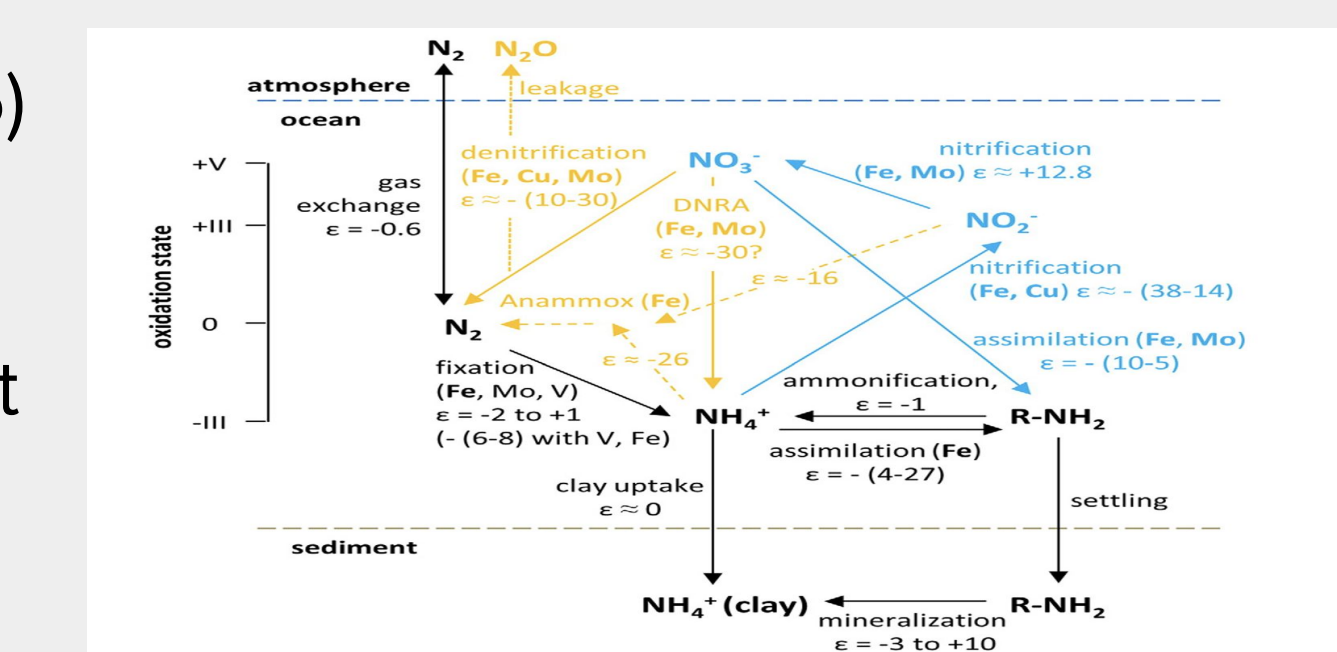 )
t
N₂ N₂O
atmosphere
leakage
ocean
oxidation state
+V
+III
0
-III
gas
exchange
ε = -0.6
denitrification
(Fe, Cu, Mo)
ε ≈ - (10-30)
NO₃⁻
DNRA
(Fe, Mo)
ε ≈ -30?
nitrification
(Fe, Mo) ε ≈ +12.8
NO₂⁻
nitrification
(Fe, Cu) ε ≈ - (38-14)
ε ≈ -16
Anammox (Fe)
N₂
ε ≈ -26
assimilation (Fe, Mo)
ε = - (10-5)
fixation
(Fe, Mo, V)
ε = -2 to +1
(- (6-8) with V, Fe)
ammonification,
ε = -1
NH₄⁺
R-NH₂
assimilation (Fe)
ε = - (4-27)
clay uptake
ε ≈ 0
settling
sediment
NH₄⁺ (clay)
R-NH₂
mineralization
ε = -3 to +10